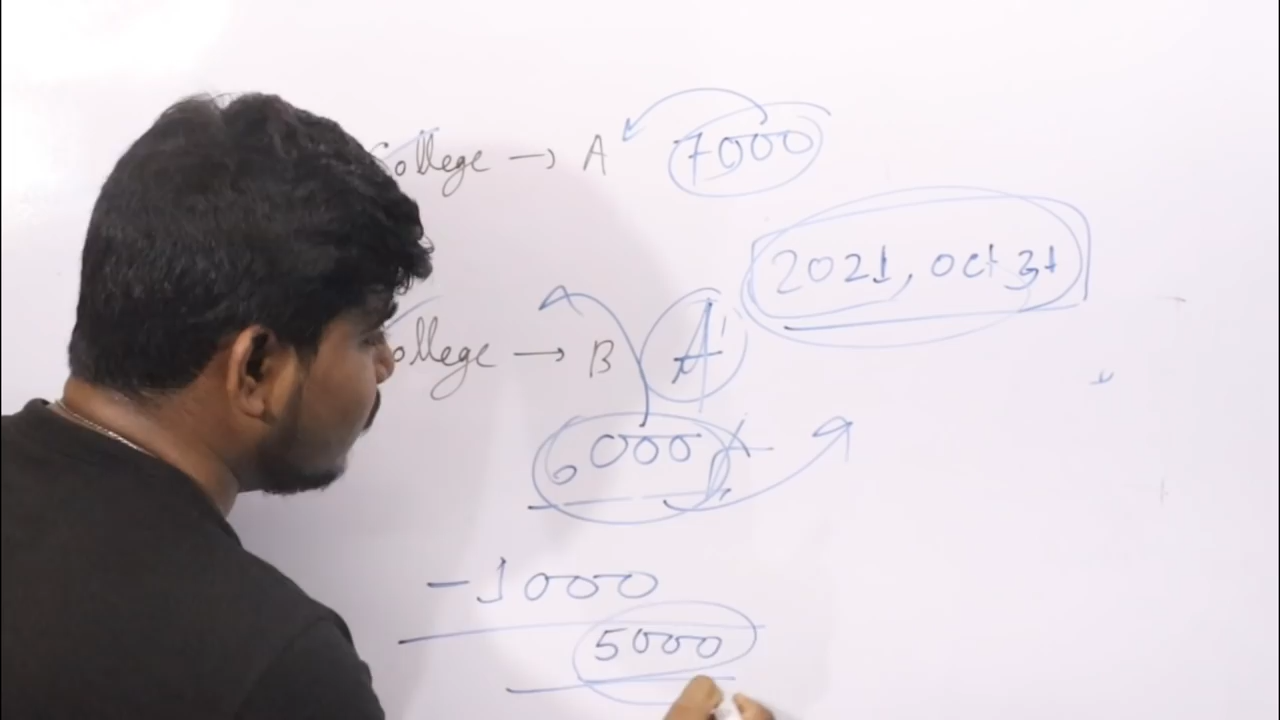 College → A 7000
2021, Oct 31
College → B A
6000
-1000
5000